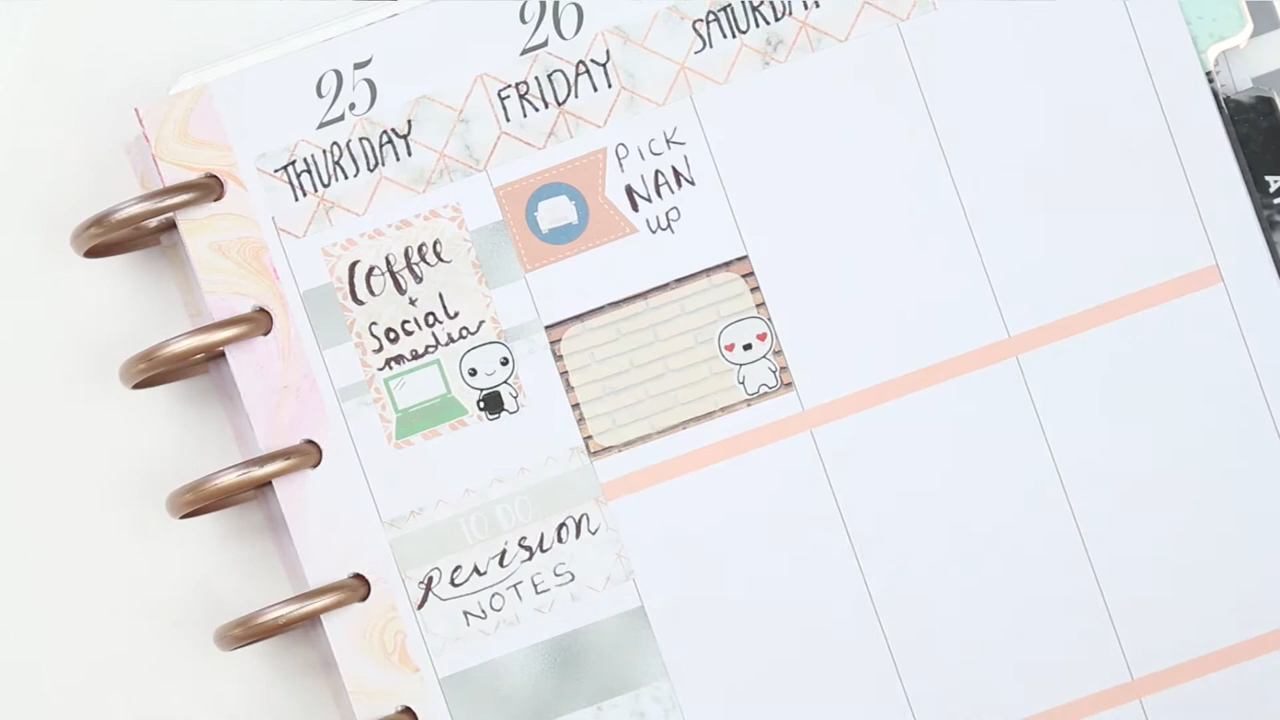 25
26
THURSDAY
FRIDAY
SATURDAY
Coffee
+
Social
media
PICK
NAN
UP
TO DO
Revision
NOTES